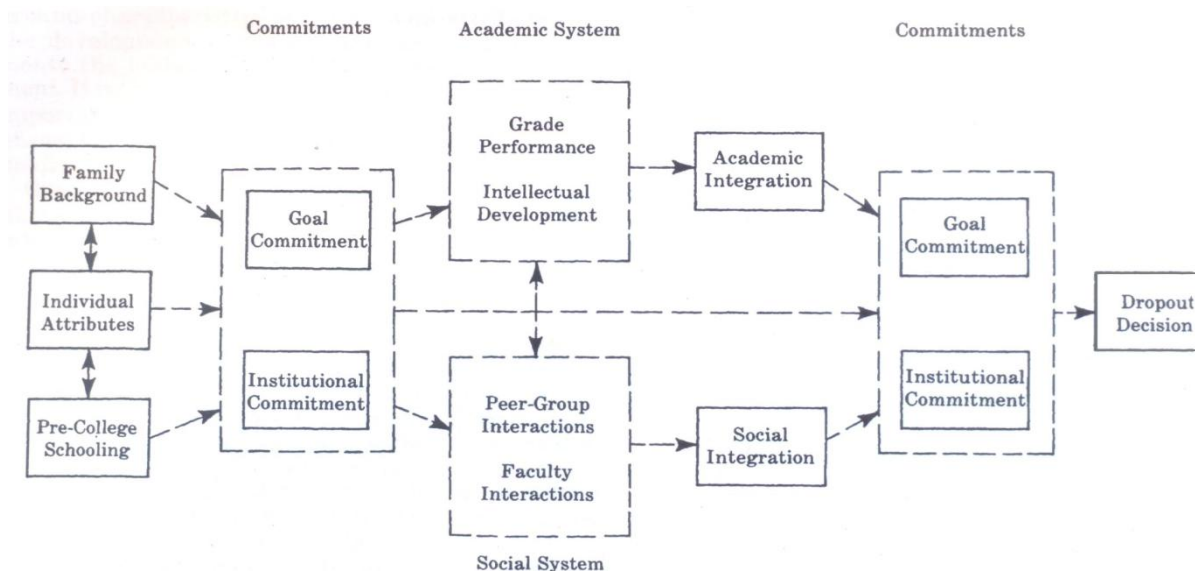 Commitments
Academic System
Commitments
Family
Background
Individual
Attributes
Pre-College
Schooling
Goal
Commitment
Institutional
Commitment
Grade
Performance
Intellectual
Development
Peer-Group
Interactions
Faculty
Interactions
Social System
Academic
Integration
Social
Integration
Goal
Commitment
Institutional
Commitment
Dropout
Decision